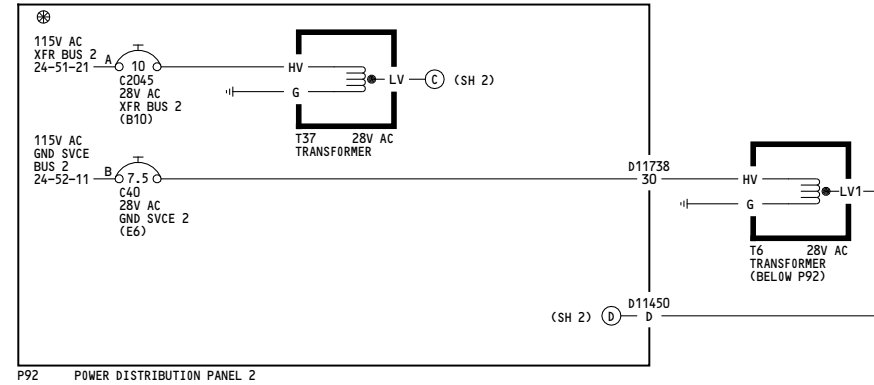 115V AC
XFR BUS 2
24-51-21
A
10
C2045
28V AC
XFR BUS 2
(B10)
HV
G
LV
C
(SH 2)
T37 28V AC
TRANSFORMER
115V AC
GND SVCE
BUS 2
24-52-11
B
7.5
C40
28V AC
GND SVCE 2
(E6)
D11738
30
HV
G
LV1
T6 28V AC
TRANSFORMER
(BELOW P92)
(SH 2)
D
D11450
D
P92 POWER DISTRIBUTION PANEL 2